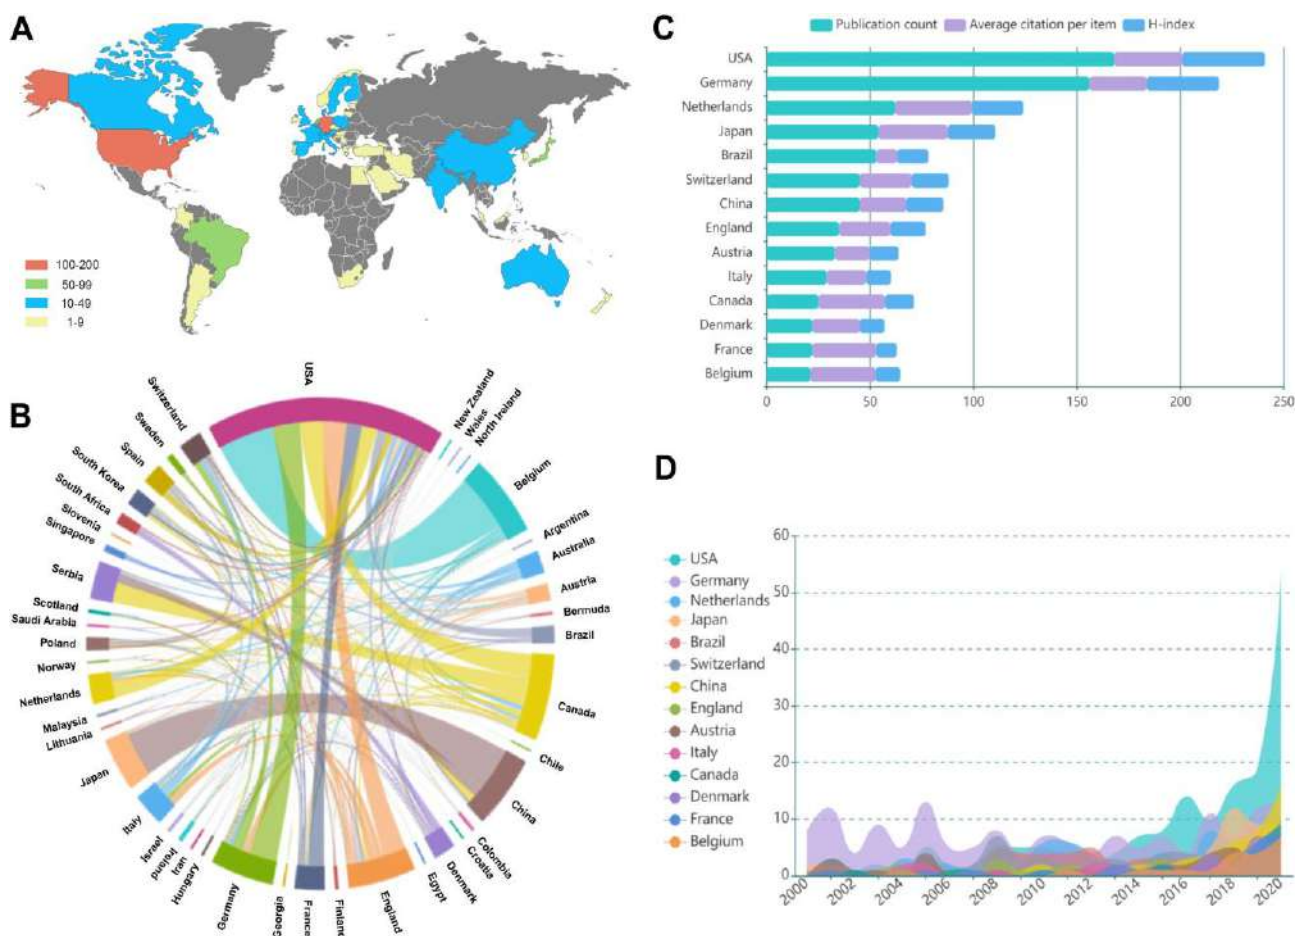 A
100-200
50-99
10-49
1-9
C
Publication count Average citation per item H-index
USA
Germany
Netherlands
Japan
Brazil
Switzerland
China
England
Austria
Italy
Canada
Denmark
France
Belgium
0 50 100 150 200 250
B
USA
New Zealand
Wales
North Ireland
Belgium
Argentina
Australia
Austria
Bermuda
Brazil
Canada
Chile
China
Colombia
Croatia
Denmark
Egypt
England
Finland
France
Georgia
Germany
Hungary
Iran
Ireland
Israel
Italy
Japan
Lithuania
Malaysia
Netherlands
Norway
Poland
Saudi Arabia
Scotland
Serbia
Singapore
Slovenia
South Africa
South Korea
Spain
Sweden
Switzerland
D
USA
Germany
Netherlands
Japan
Brazil
Switzerland
China
England
Austria
Italy
Canada
Denmark
France
Belgium
60
50
40
30
20
10
0
2000 2002 2004 2006 2008 2010 2012 2014 2016 2018 2020